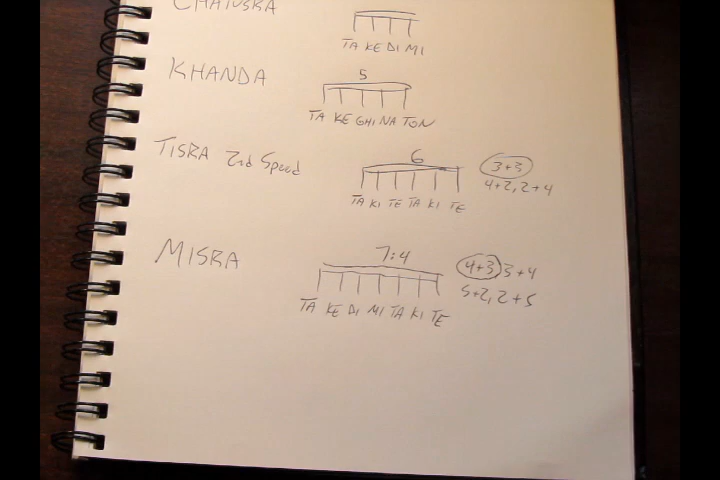 CHATUSRA
TA KE DI MI
KHANDA
5
TA KE GHI NA TON
TISRA 2nd Speed
6
3+3
4+2, 2+4
TA KI TE TA KI TE
MISRA
7:4
4+3 3+4
5+2, 2+5
TA KE DI MI TA KI TE